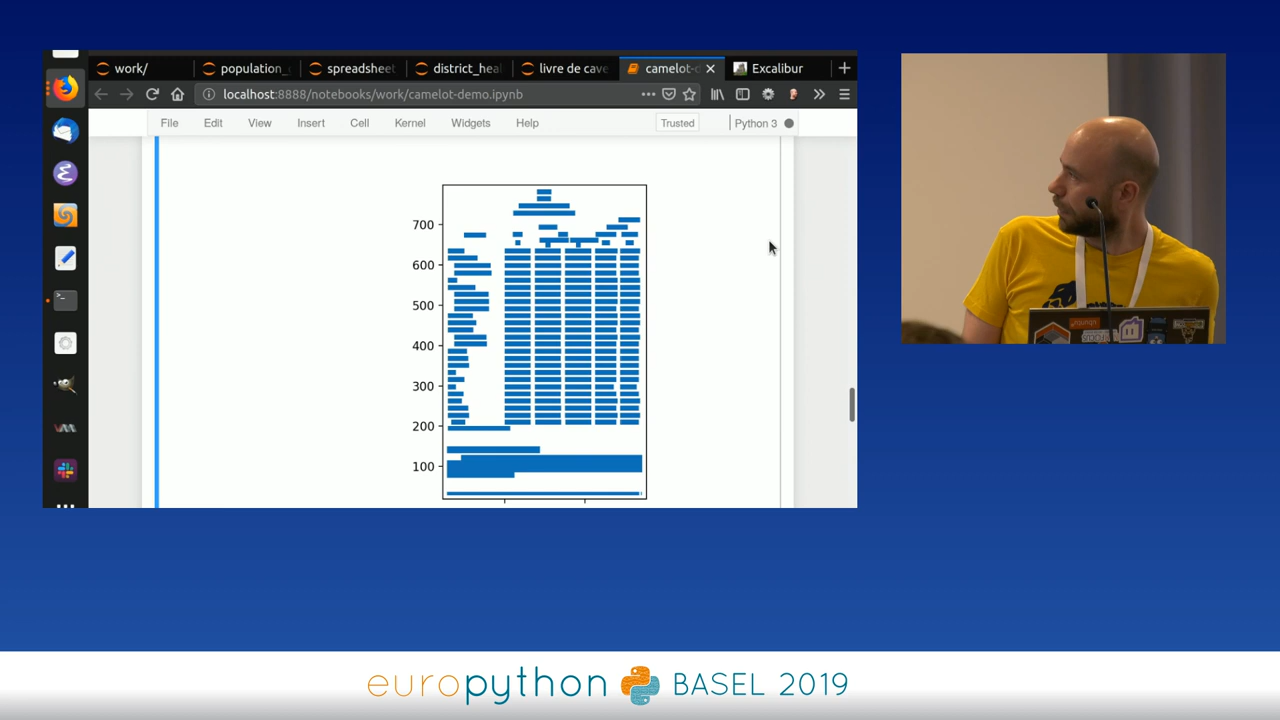 work/
population_
spreadsheet
district_heal
livre de cave
camelot-d
Excalibur
localhost:8888/notebooks/work/camelot-demo.ipynb
File Edit View Insert Cell Kernel Widgets Help Trusted Python 3
700
600
500
400
300
200
100
europython BASEL 2019